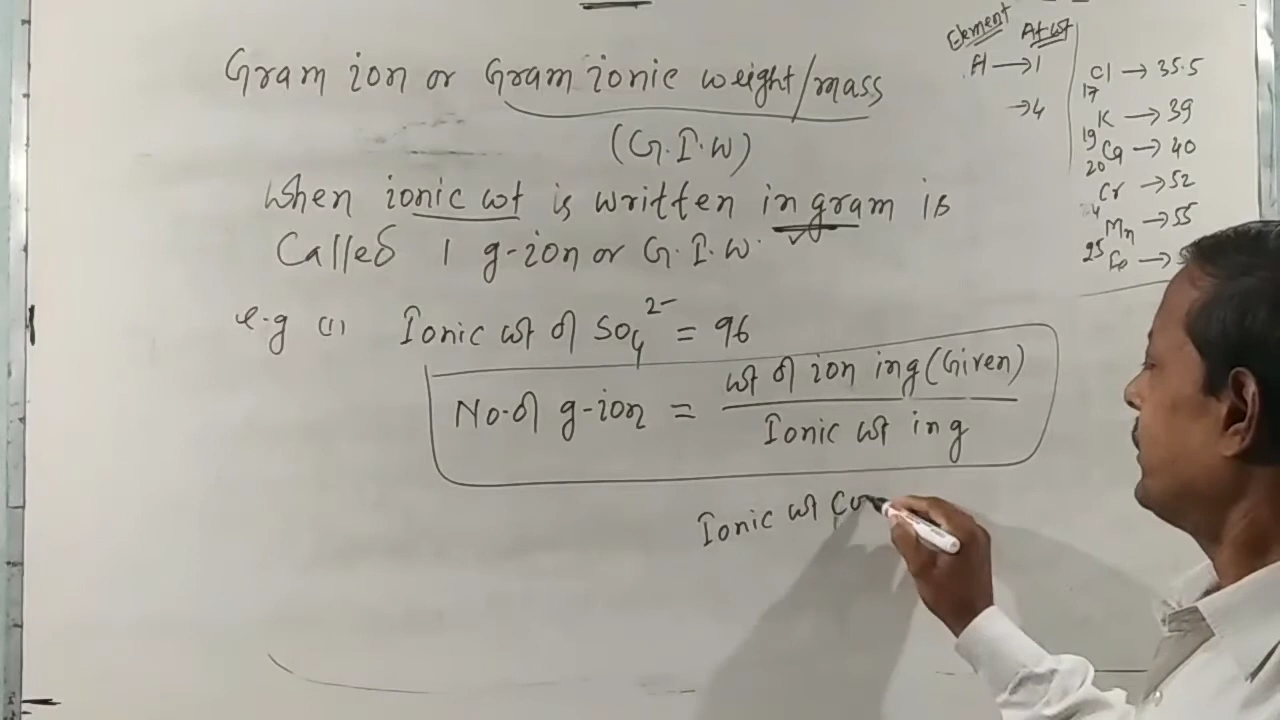 Gram ion or Gram ionic weight/mass
(G.I.W)
When ionic wt is written in gram is
Called 1 g-ion or G.I.W.
e.g (1) Ionic wt of SO4 2- = 96
No. of g-ion = wt of ion in g (Given)
Ionic wt in g
Ionic wt
Element At wt
H → 1
→ 4
Cl → 35.5
17
K → 39
19
Ca → 40
20
Cr → 52
Mn → 55
25
Fe →